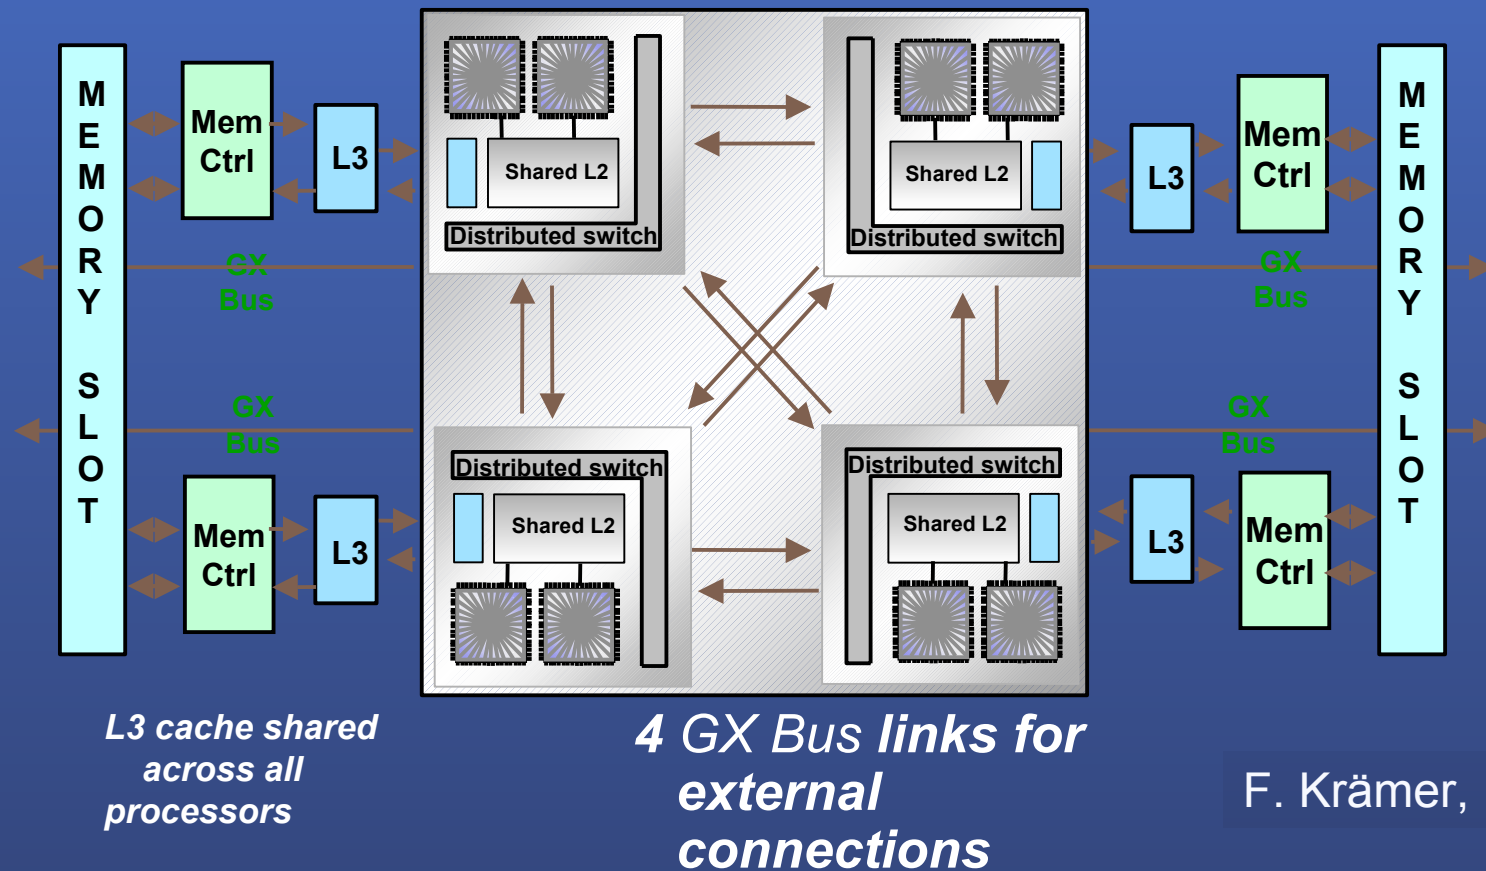 M
E
M
O
R
Y
S
L
O
T
Mem
Ctrl
L3
Shared L2
Distributed switch
Shared L2
Distributed switch
L3
Mem
Ctrl
M
E
M
O
R
Y
S
L
O
T
GX
Bus
GX
Bus
GX
Bus
GX
Bus
Mem
Ctrl
L3
Distributed switch
Shared L2
Distributed switch
Shared L2
L3
Mem
Ctrl
L3 cache shared
across all
processors
4 GX Bus links for
external
connections
F. Krämer,